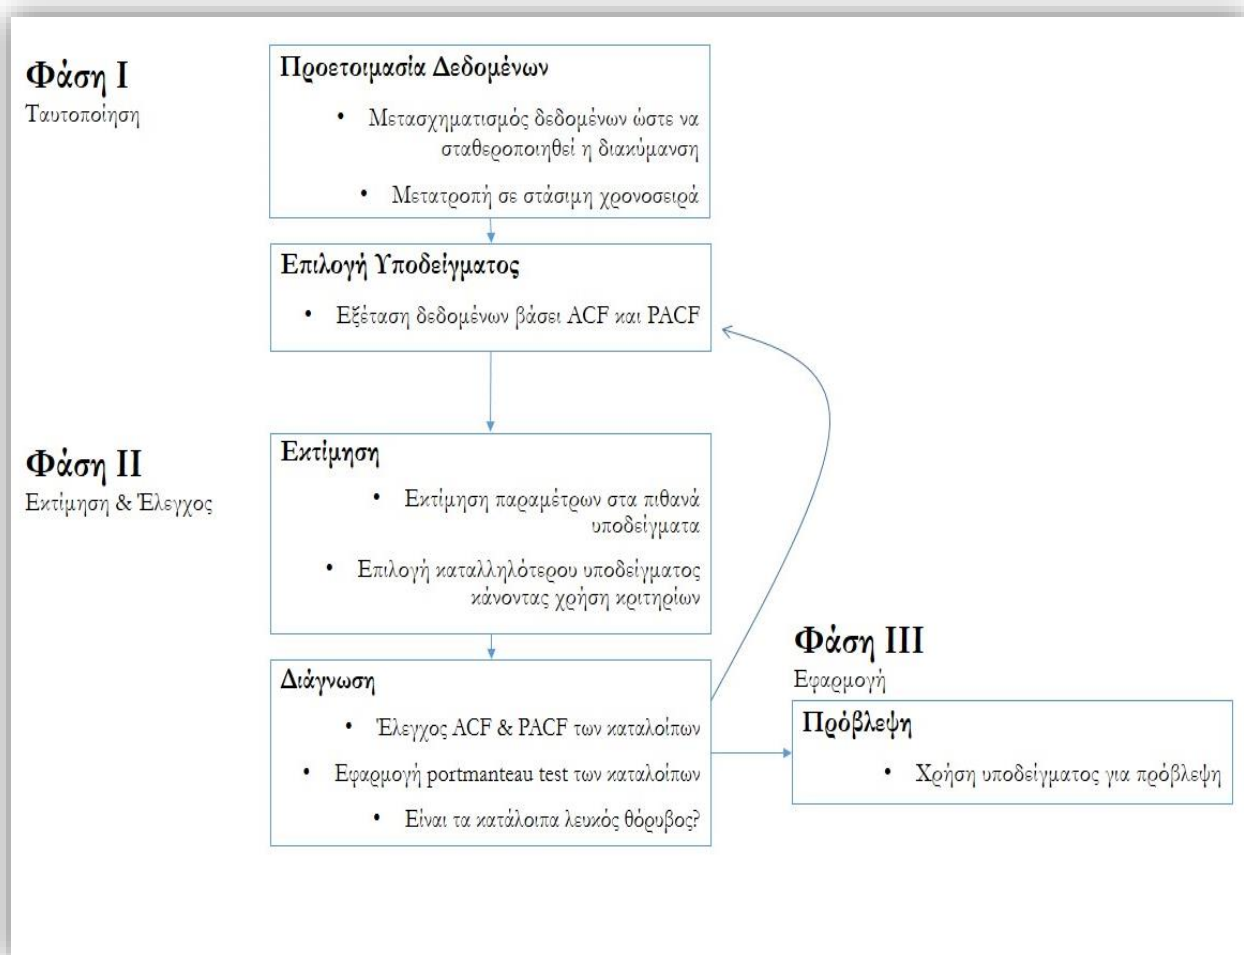 Φάση I
Ταυτοποίηση
Προετοιμασία Δεδομένων
• Μετασχηματισμός δεδομένων ώστε να
σταθεροποιηθεί η διακύμανση
• Μετατροπή σε στάσιμη χρονοσειρά
Επιλογή Υποδείγματος
• Εξέταση δεδομένων βάσει ACF και PACF
Φάση II
Εκτίμηση & Έλεγχος
Εκτίμηση
• Εκτίμηση παραμέτρων στα πιθανά
υποδείγματα
• Επιλογή καταλληλότερου υποδείγματος
κάνοντας χρήση κριτηρίων
Διάγνωση
• Έλεγχος ACF & PACF των καταλοίπων
• Εφαρμογή portmanteau test των καταλοίπων
• Είναι τα κατάλοιπα λευκός θόρυβος?
Φάση III
Εφαρμογή
Πρόβλεψη
• Χρήση υποδείγματος για πρόβλεψη